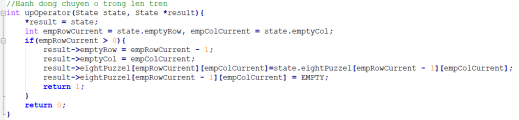 //Hanh dong chuyen o trong len tren
int upOperator(State state, State *result){
*result = state;
int empRowCurrent = state.emptyRow, empColCurrent = state.emptyCol;
if(empRowCurrent > 0){
result->emptyRow = empRowCurrent - 1;
result->emptyCol = empColCurrent;
result->eightPuzzel[empRowCurrent][empColCurrent]=state.eightPuzzel[empRowCurrent - 1][empColCurrent];
result->eightPuzzel[empRowCurrent - 1][empColCurrent] = EMPTY;
return 1;
}
return 0;
}